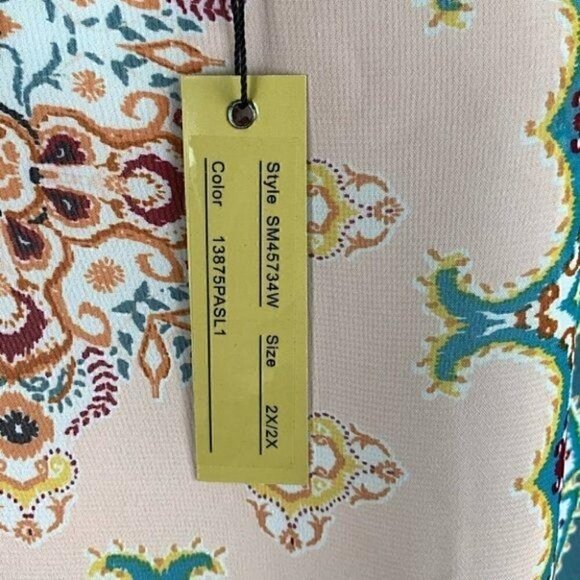 Style SM45734W Size 2X/2X
Color 13875PASL1